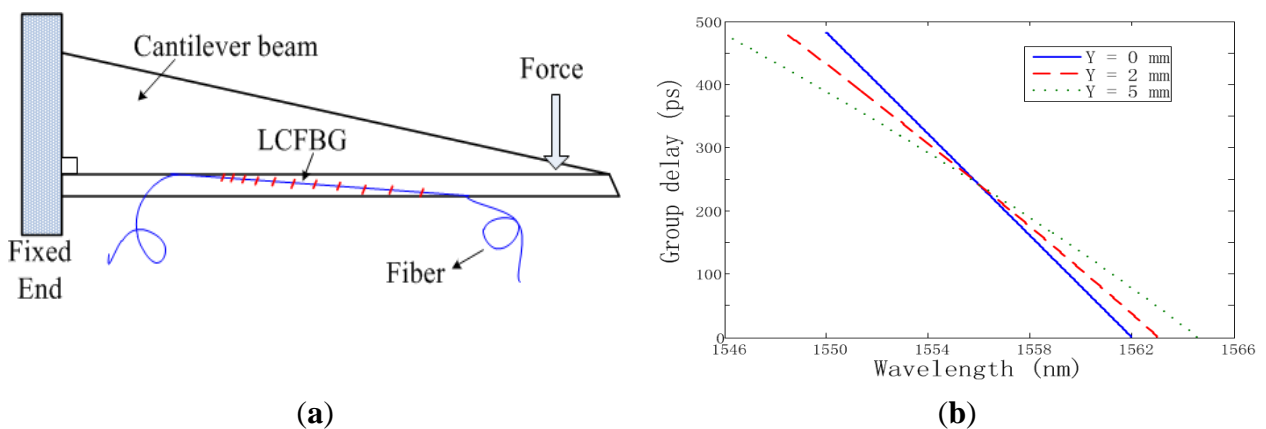 Cantilever beam
Force
LCFBG
Fixed
End
Fiber
(a)
500
400
300
200
100
0
Group delay (ps)
Y = 0 mm
Y = 2 mm
Y = 5 mm
1546 1550 1554 1558 1562 1566
Wavelength (nm)
(b)